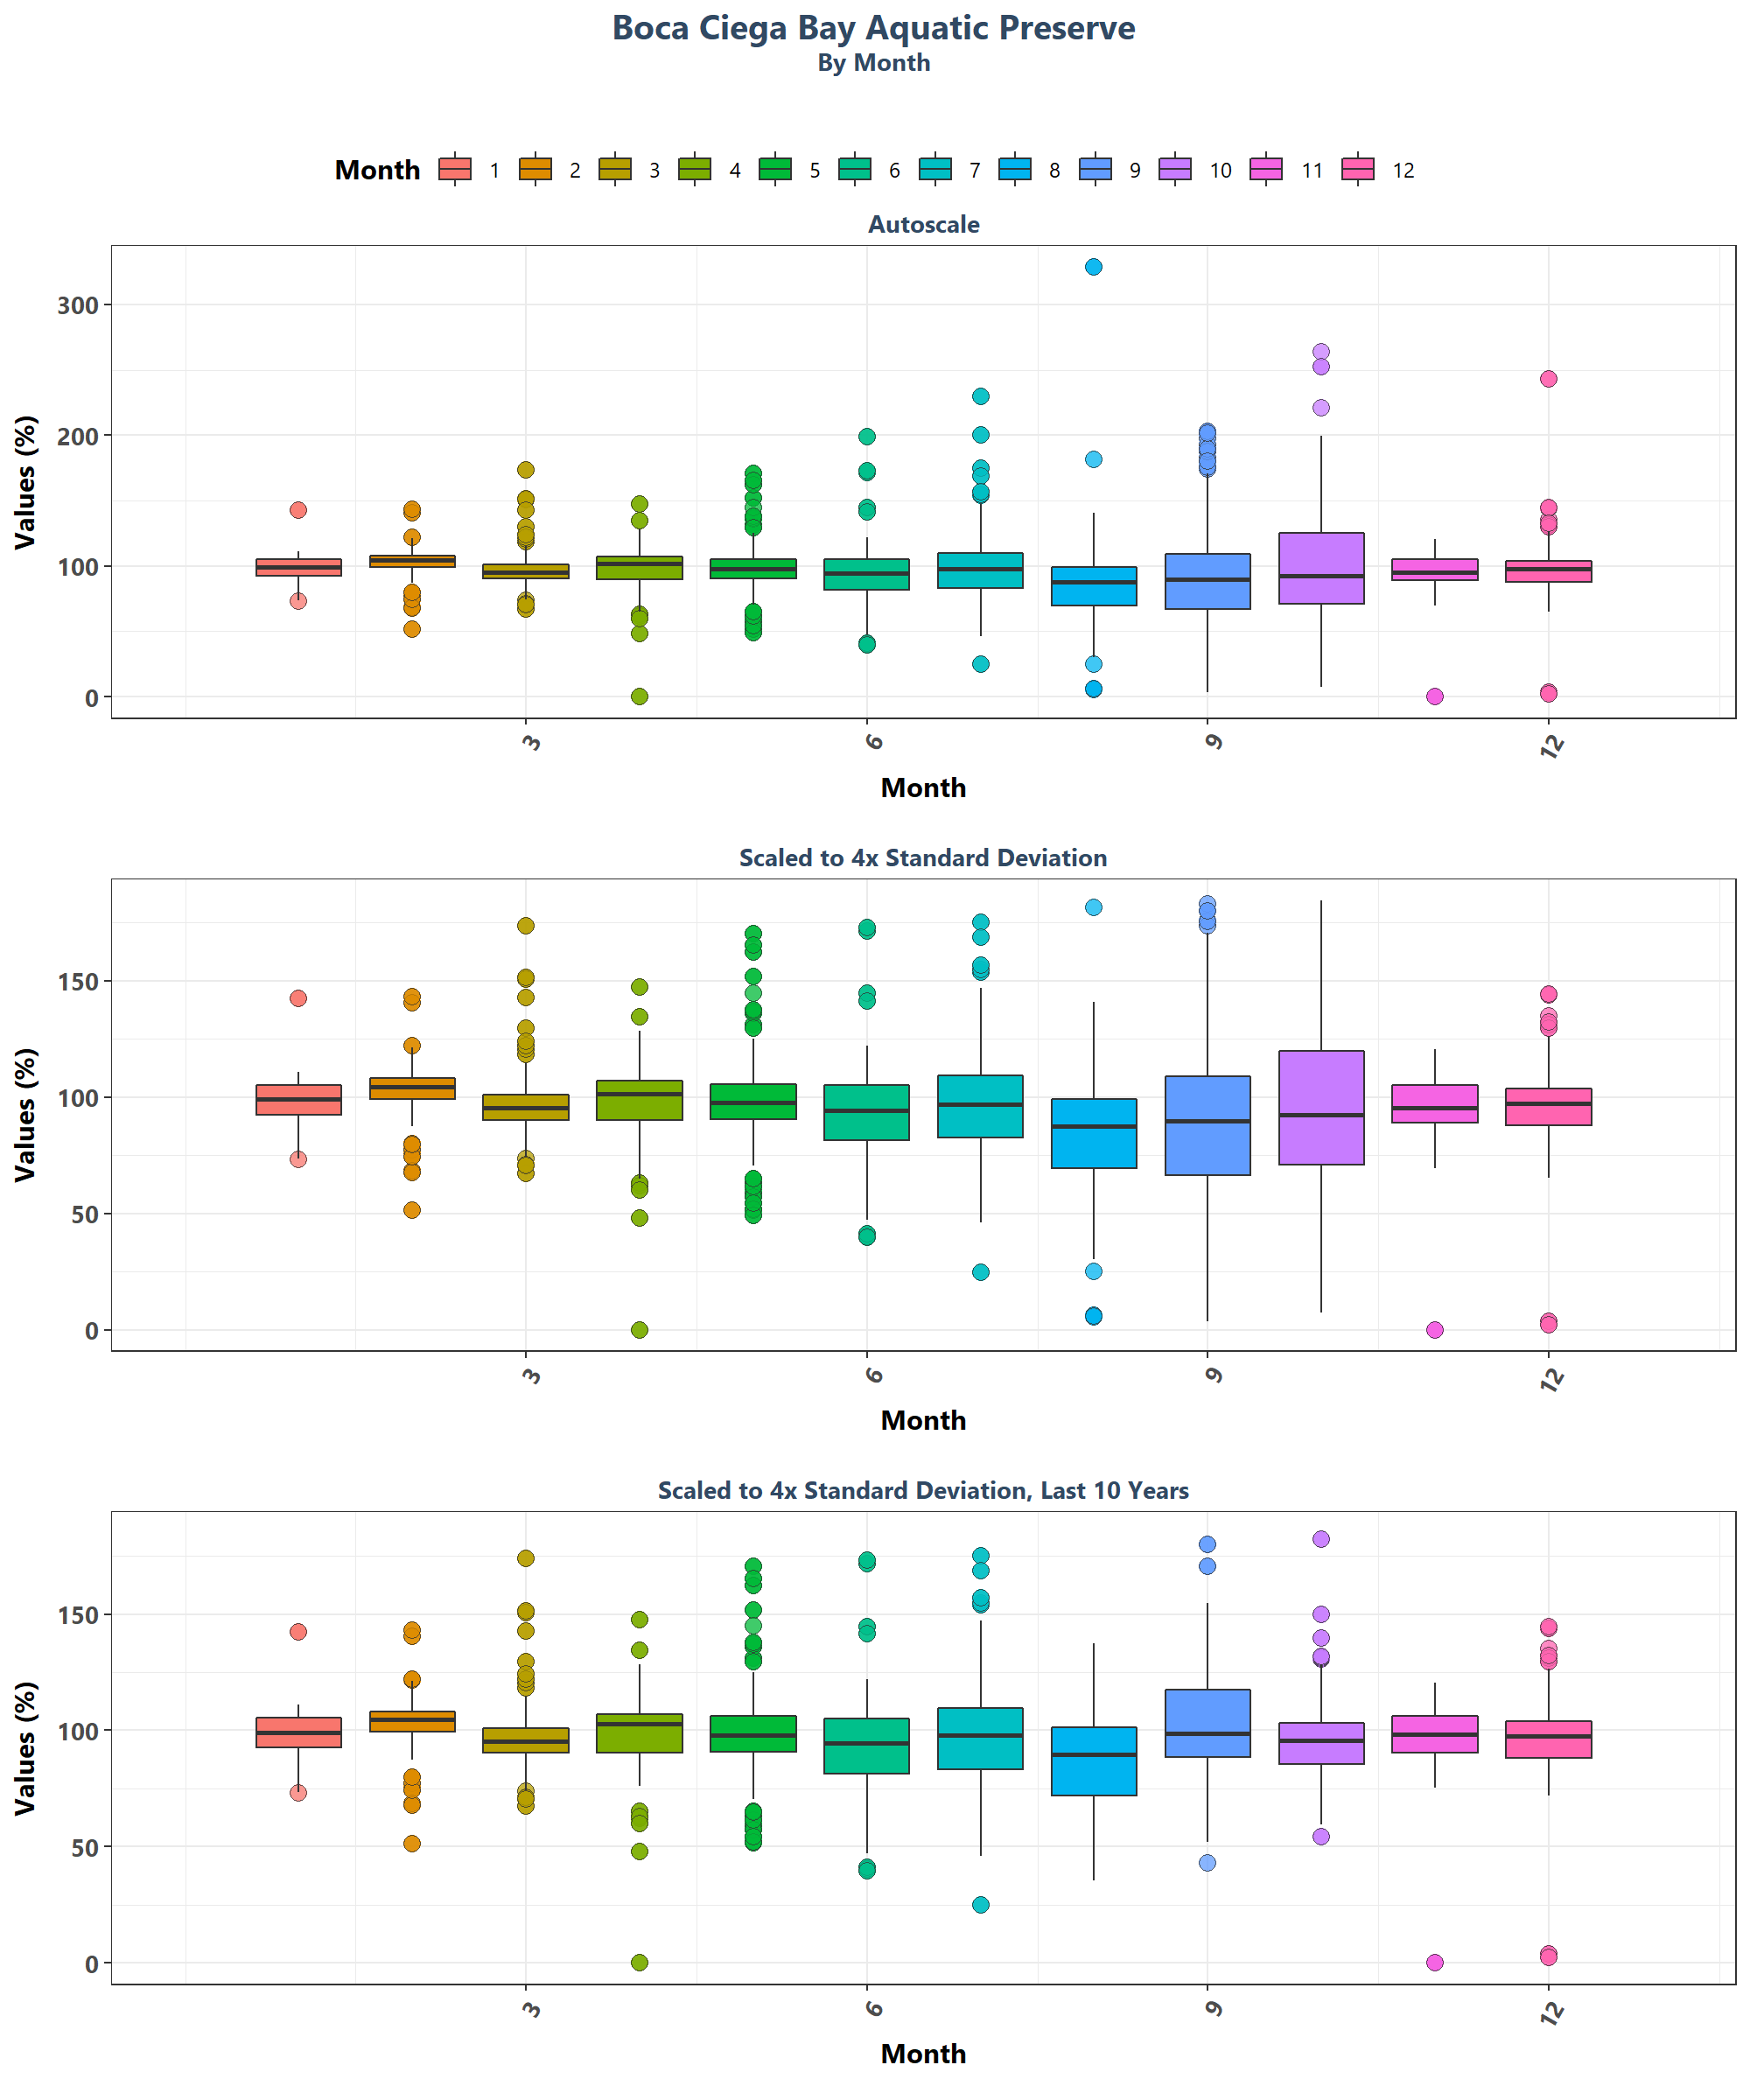 Boca Ciega Bay Aquatic Preserve
By Month
Month 1 2 3 4 5 6 7 8 9 10 11 12
Autoscale
Values (%)
300
200
100
0
3 6 9 12
Month
Scaled to 4x Standard Deviation
Values (%)
150
100
50
0
3 6 9 12
Month
Scaled to 4x Standard Deviation, Last 10 Years
Values (%)
150
100
50
0
3 6 9 12
Month